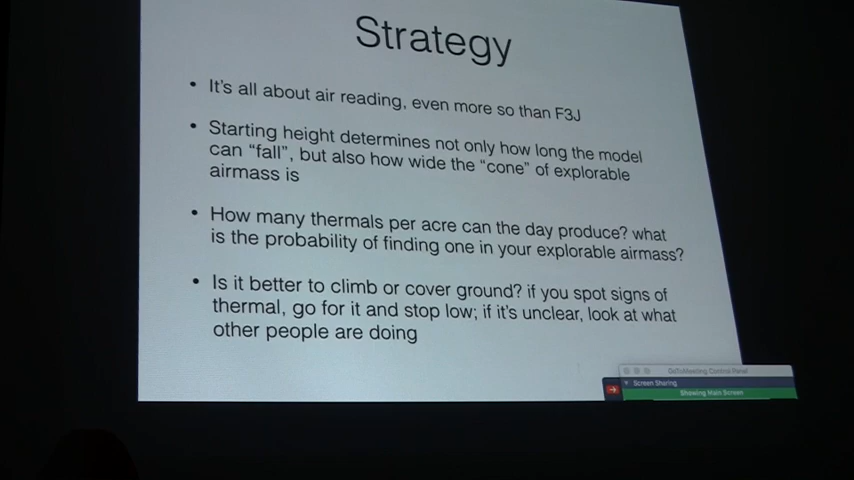 Strategy
• It's all about air reading, even more so than F3J
• Starting height determines not only how long the model
can "fall", but also how wide the "cone" of explorable
airmass is
• How many thermals per acre can the day produce? what
is the probability of finding one in your explorable airmass?
• Is it better to climb or cover ground? if you spot signs of
thermal, go for it and stop low; if it's unclear, look at what
other people are doing
GoToMeeting Control Panel
Screen Sharing
Showing Main Screen